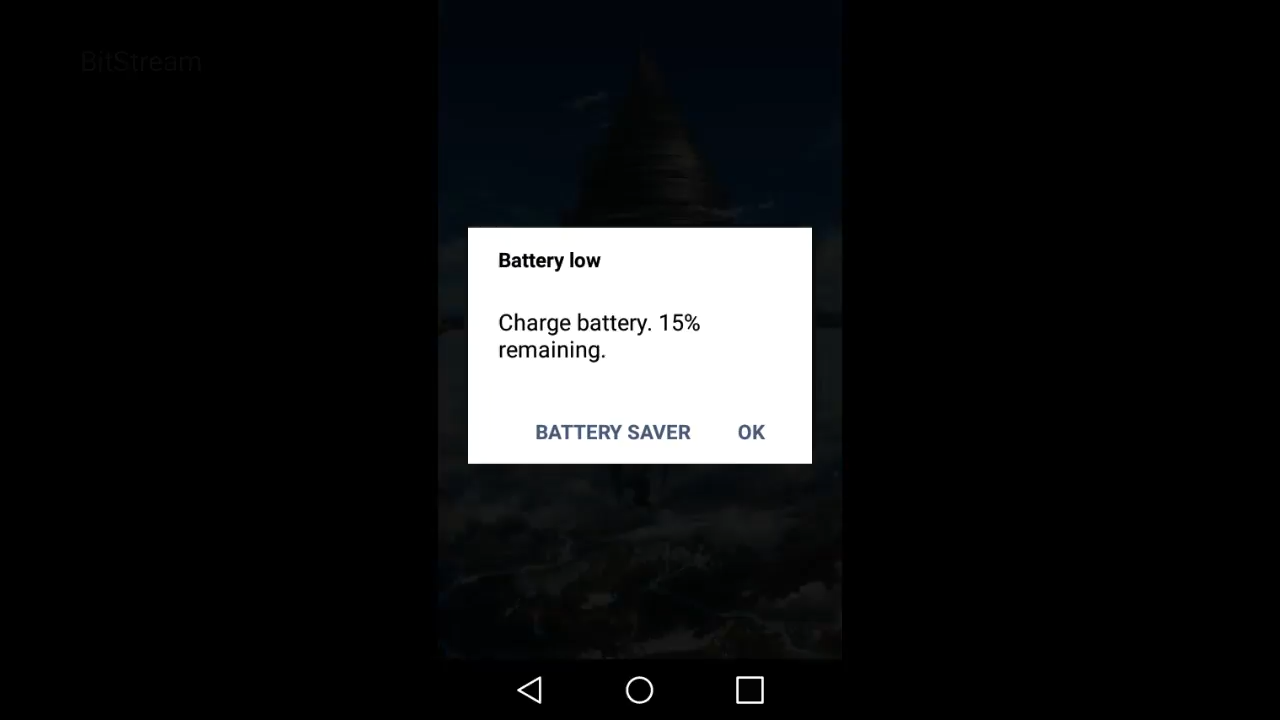 BitStream
Battery low
Charge battery. 15%
remaining.
BATTERY SAVER OK